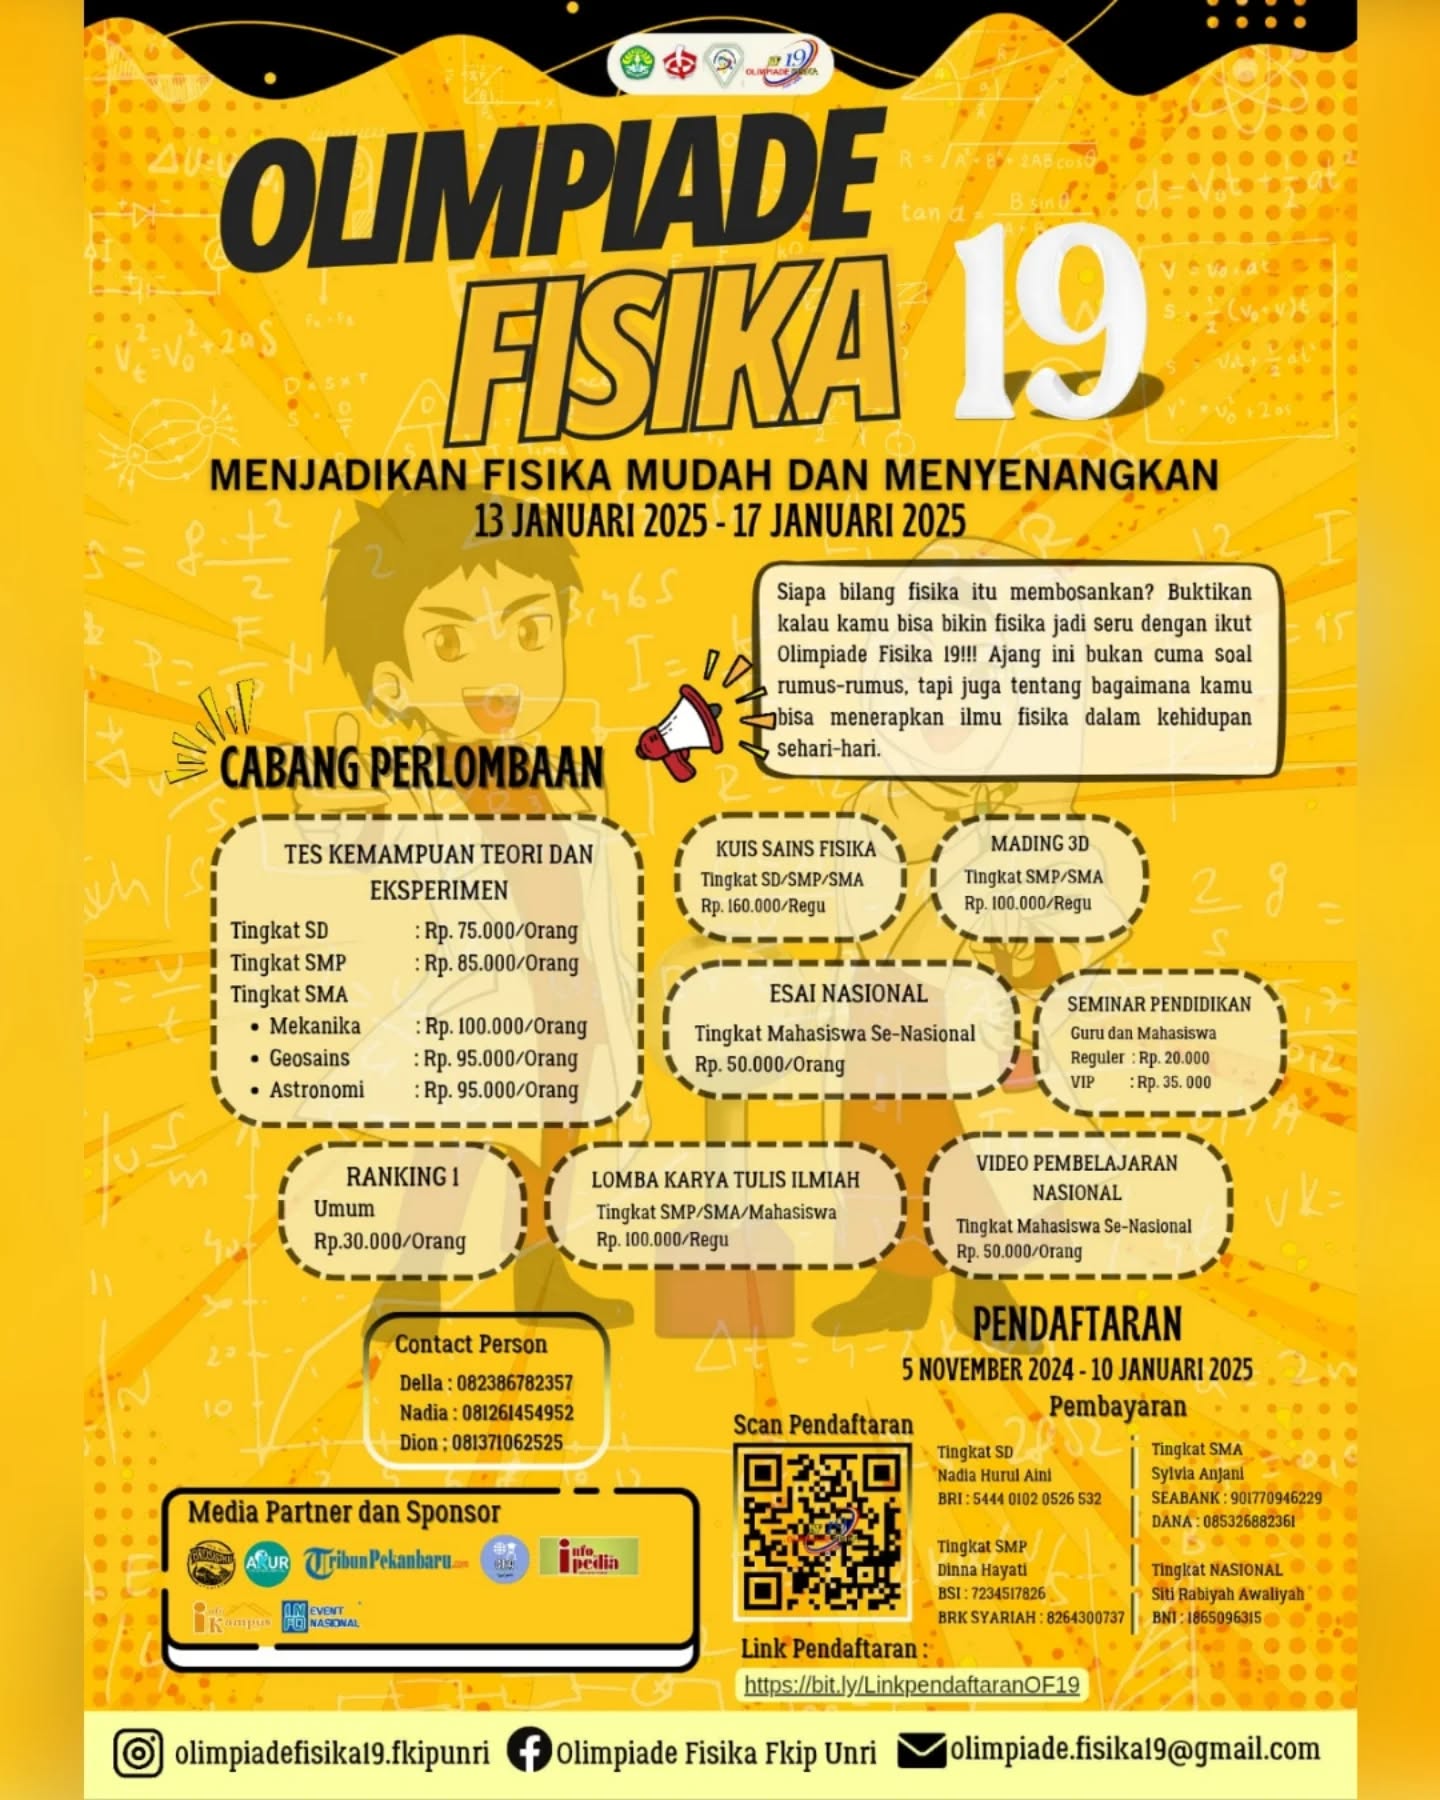 OLIMPIADE
FISIKA 19
MENJADIKAN FISIKA MUDAH DAN MENYENANGKAN
13 JANUARI 2025 - 17 JANUARI 2025
Siapa bilang fisika itu membosankan? Buktikan
kalau kamu bisa bikin fisika jadi seru dengan ikut
Olimpiade Fisika 19!!! Ajang ini bukan cuma soal
rumus-rumus, tapi juga tentang bagaimana kamu
bisa menerapkan ilmu fisika dalam kehidupan
sehari-hari.
CABANG PERLOMBAAN
TES KEMAMPUAN TEORI DAN
EKSPERIMEN
Tingkat SD : Rp. 75.000/Orang
Tingkat SMP : Rp. 85.000/Orang
Tingkat SMA
• Mekanika : Rp. 100.000/Orang
• Geosains : Rp. 95.000/Orang
• Astronomi : Rp. 95.000/Orang
KUIS SAINS FISIKA
Tingkat SD/SMP/SMA
Rp. 160.000/Regu
MADING 3D
Tingkat SMP/SMA
Rp. 100.000/Regu
ESAI NASIONAL
Tingkat Mahasiswa Se-Nasional
Rp. 50.000/Orang
SEMINAR PENDIDIKAN
Guru dan Mahasiswa
Reguler : Rp. 20.000
VIP : Rp. 35. 000
RANKING 1
Umum
Rp.30.000/Orang
LOMBA KARYA TULIS ILMIAH
Tingkat SMP/SMA/Mahasiswa
Rp. 100.000/Regu
VIDEO PEMBELAJARAN
NASIONAL
Tingkat Mahasiswa Se-Nasional
Rp. 50.000/Orang
Contact Person
Della : 082386782357
Nadia : 081261454952
Dion ; 081371062525
Media Partner dan Sponsor
TribunPekanbaru.com
Info pedia
Info Kampus
INFO EVENT
NASIONAL
PENDAFTARAN
5 NOVEMBER 2024 - 10 JANUARI 2025
Pembayaran
Scan Pendaftaran
Tingkat SD
Nadia Hurul Aini
BRI : 5444 0102 0526 532
Tingkat SMP
Dinna Hayati
BSI : 7234517826
BRK SYARIAH : 8264300737
Tingkat SMA
Sylvia Anjani
SEABANK : 901770946229
DANA : 085326882361
Tingkat NASIONAL
Siti Rabiyah Awaliyah
BNI : 1865096315
Link Pendaftaran :
https://bit.ly/LinkpendaftaranOF19
olimpiadefisika19.fkipunri
Olimpiade Fisika Fkip Unri
olimpiade.fisika19@gmail.com